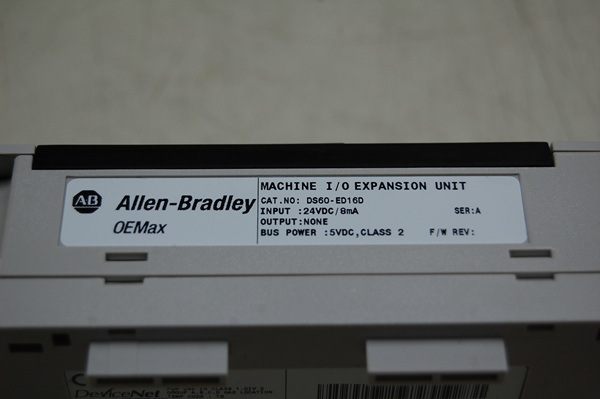 AB Allen-Bradley
OEMax
MACHINE I/O EXPANSION UNIT
CAT.NO: DS60-ED16D
INPUT :24VDC/8mA SER:A
OUTPUT:NONE
BUS POWER :5VDC,CLASS 2 F/W REV:
DeviceNet